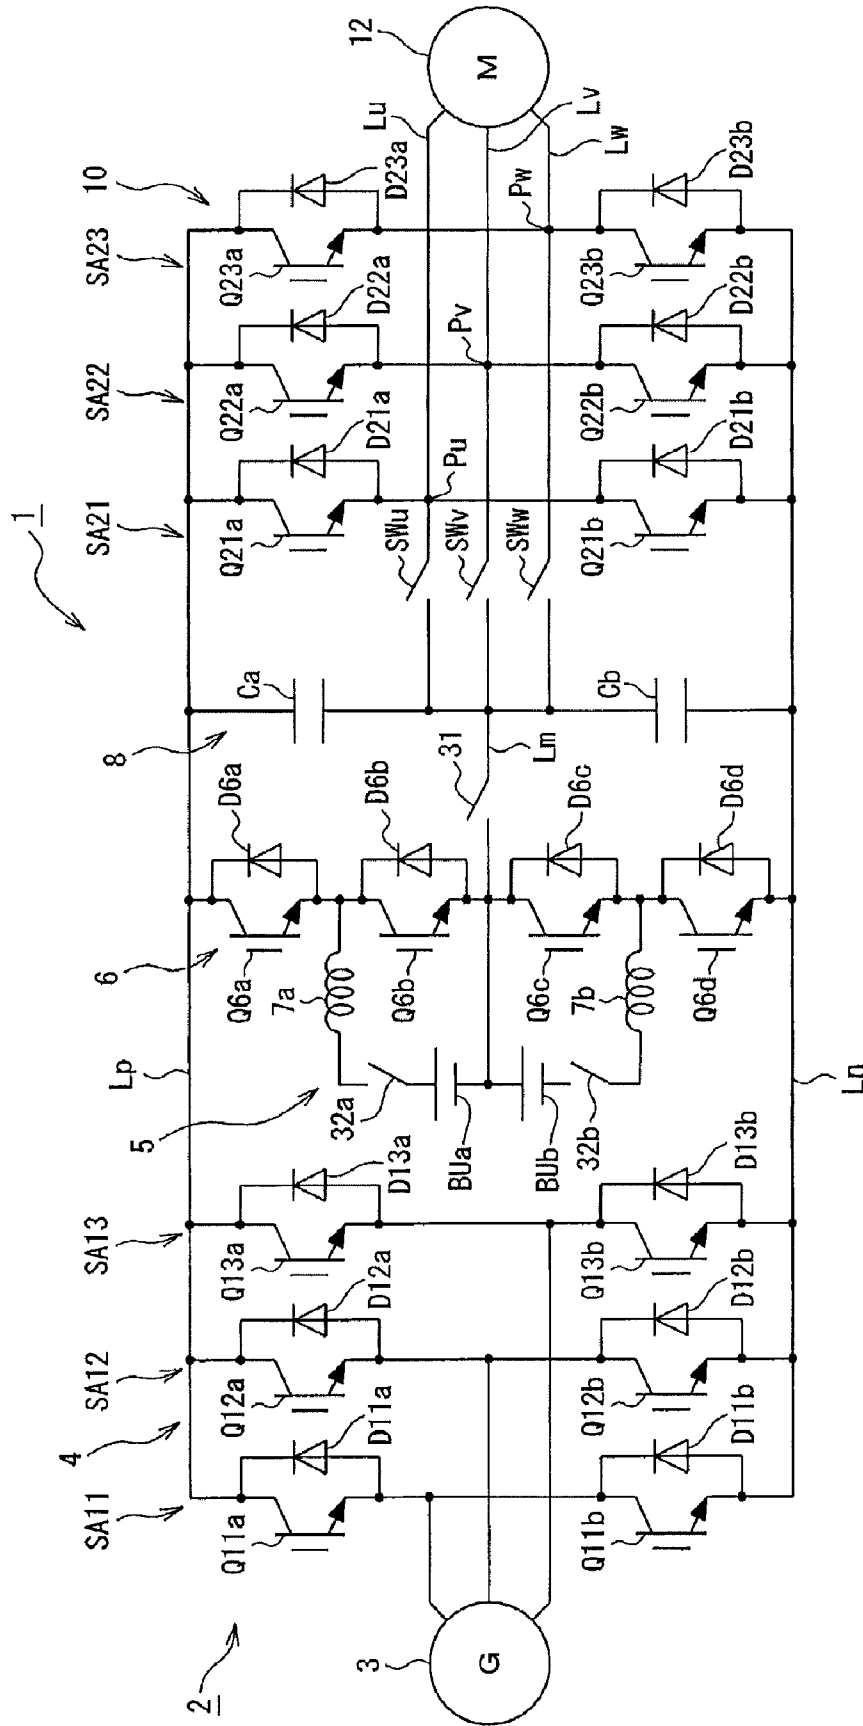 1
2
SA11
4
SA12
SA13
Lp
5
6
8
SA21
SA22
SA23
10
Q11a
D11a
Q12a
D12a
Q13a
D13a
Q6a
D6a
Ca
Q21a
D21a
Q22a
D22a
Q23a
D23a
7a
32a
Q6b
D6b
SWu
Pu
Pv
Lu
12
3
G
BUa
31
Lm
SWv
Pw
M
BUb
SWw
Lv
Lw
32b
Q6c
D6c
7b
Cb
Q11b
D11b
Q12b
D12b
Q13b
D13b
Q6d
D6d
Q21b
D21b
Q22b
D22b
Q23b
D23b
Ln